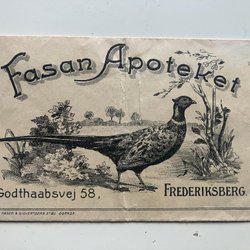 Fasan Apoteket
Godthaabsvej 58, FREDERIKSBERG.